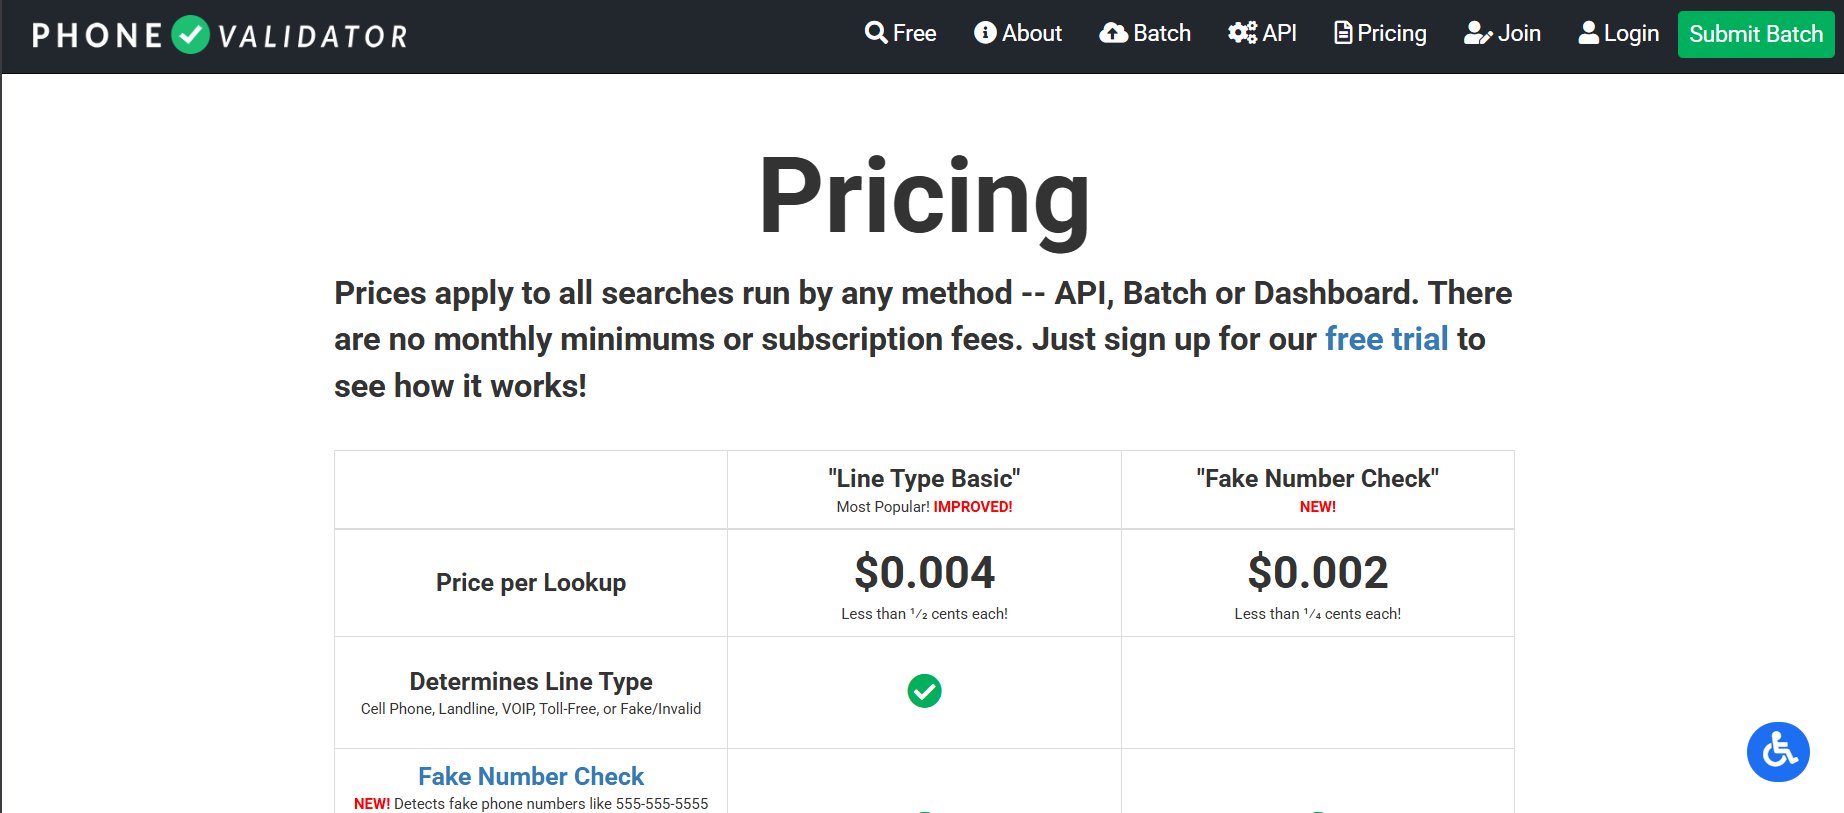 PHONE VALIDATOR
Free About Batch API Pricing Join Login Submit Batch
Pricing
Prices apply to all searches run by any method -- API, Batch or Dashboard. There
are no monthly minimums or subscription fees. Just sign up for our free trial to
see how it works!
"Line Type Basic"
Most Popular! IMPROVED!
"Fake Number Check"
NEW!
Price per Lookup
$0.004
Less than ¹⁄₂ cents each!
$0.002
Less than ¹⁄₄ cents each!
Determines Line Type
Cell Phone, Landline, VOIP, Toll-Free, or Fake/Invalid
Fake Number Check
NEW! Detects fake phone numbers like 555-555-5555